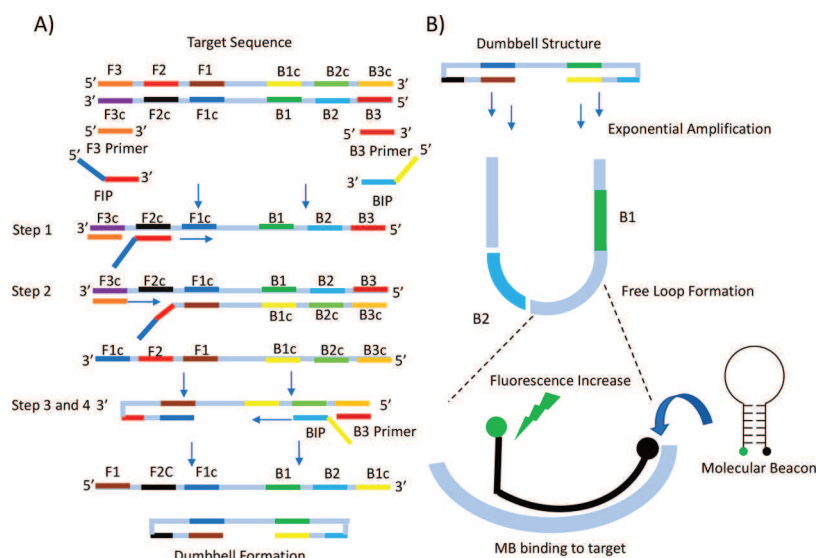 A)
Target Sequence
F3 F2 F1 B1c B2c B3c
5’ 3’
3’ 5’
F3c F2c F1c B1 B2 B3
5’ 3’ 3’ 5’
F3 Primer B3 Primer
5’ 3’ 3’ 5’
FIP BIP
Step 1
F3c F2c F1c B1 B2 B3
3’ 5’
Step 2
F3c F2c F1c B1 B2 B3
3’ 5’
B1c B2c B3c
F1c F2 F1 B1c B2c B3c
3’ 5’
Step 3 and 4 3’ 5’
BIP B3 Primer
F1 F2C F1c B1 B2 B1c
5’ 3’
Dumbbell Formation
B)
Dumbbell Structure
Exponential Amplification
B1
Free Loop Formation
B2
Fluorescence Increase
Molecular Beacon
MB binding to target